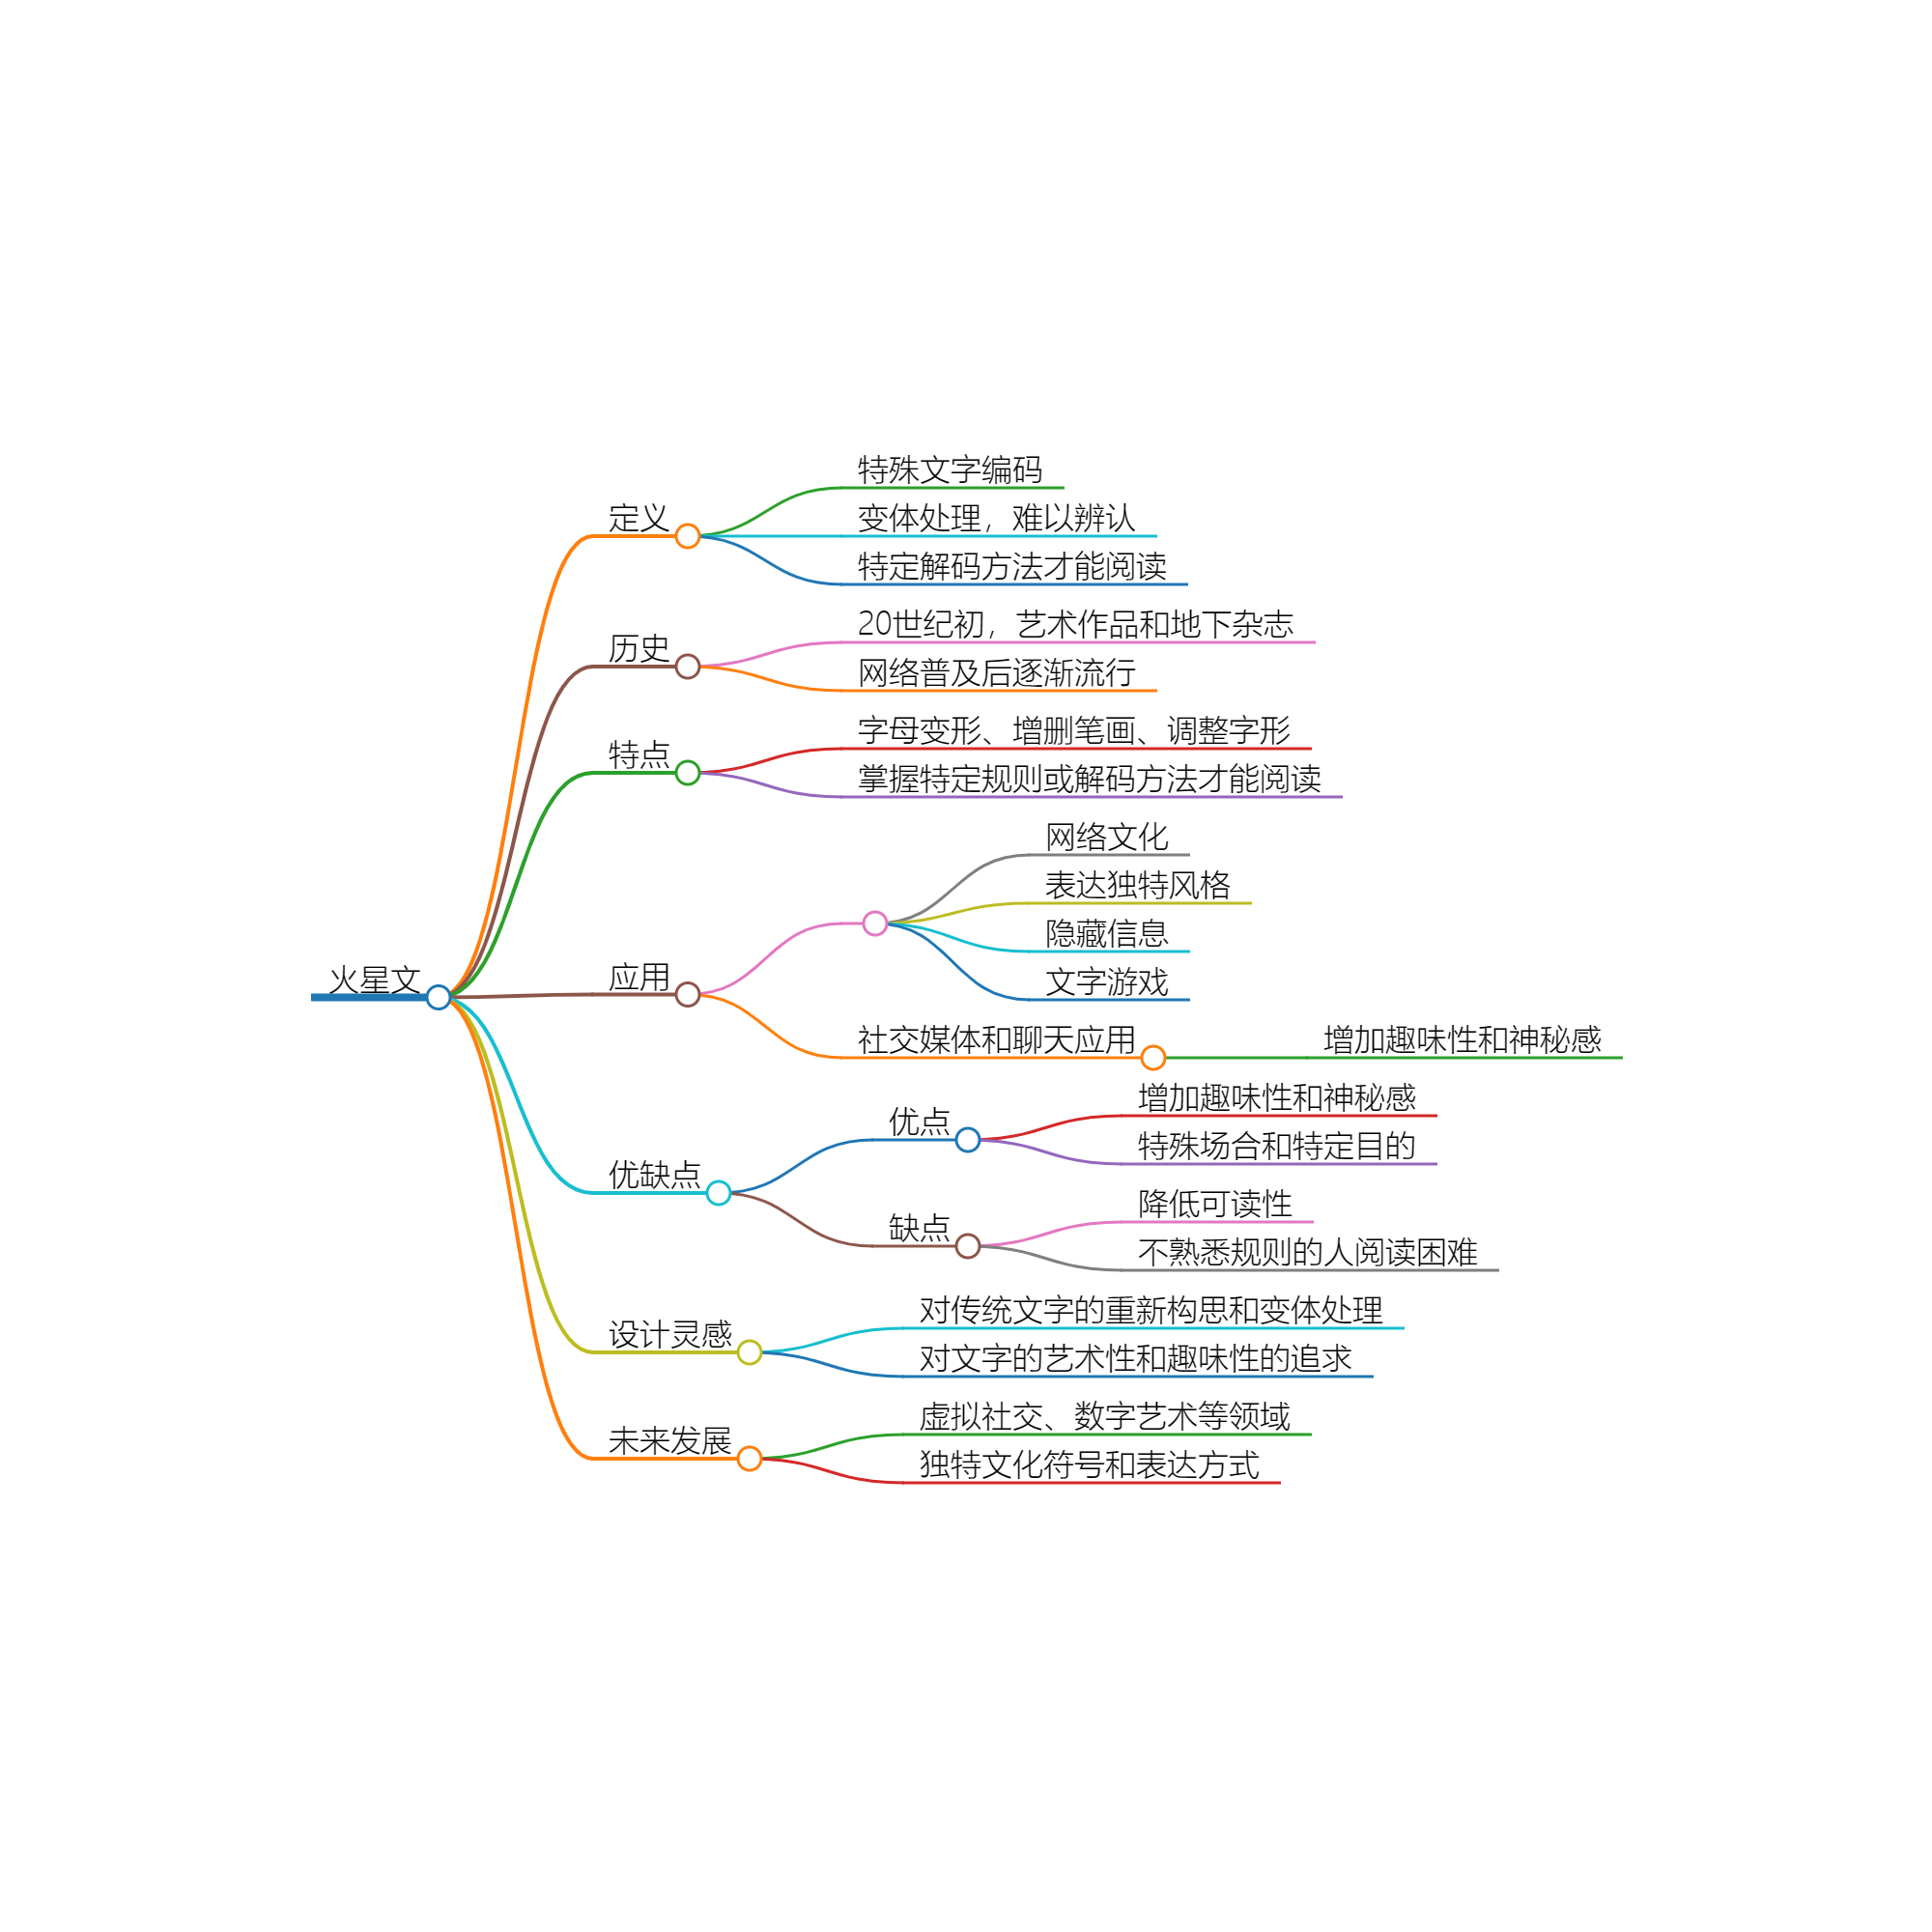 火星文
定义
特殊文字编码
变体处理，难以辨认
特定解码方法才能阅读
历史
20世纪初，艺术作品和地下杂志
网络普及后逐渐流行
特点
字母变形、增删笔画、调整字形
掌握特定规则或解码方法才能阅读
应用
网络文化
表达独特风格
隐藏信息
文字游戏
社交媒体和聊天应用
增加趣味性和神秘感
优缺点
优点
增加趣味性和神秘感
特殊场合和特定目的
缺点
降低可读性
不熟悉规则的人阅读困难
设计灵感
对传统文字的重新构思和变体处理
对文字的艺术性和趣味性的追求
未来发展
虚拟社交、数字艺术等领域
独特文化符号和表达方式